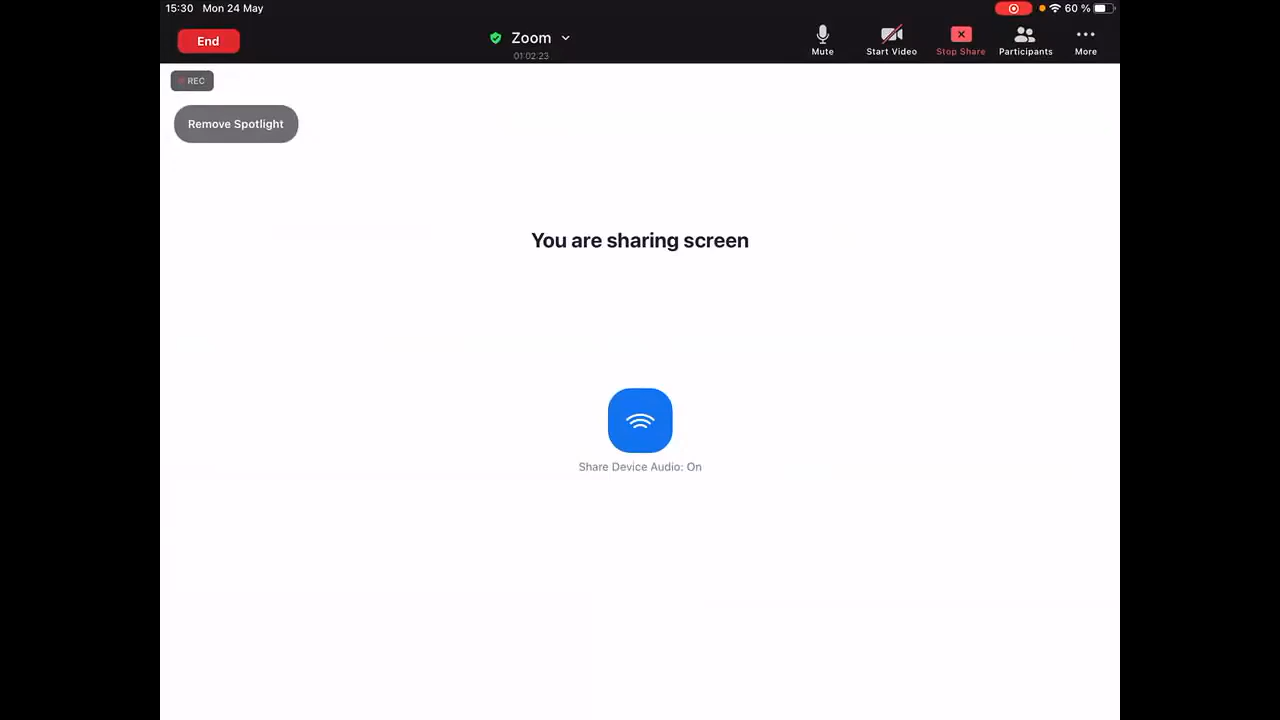 15:30 Mon 24 May 60 %
End
Zoom
01:02:23
Mute
Start Video
Stop Share
Participants
More
REC
Remove Spotlight
You are sharing screen
Share Device Audio: On